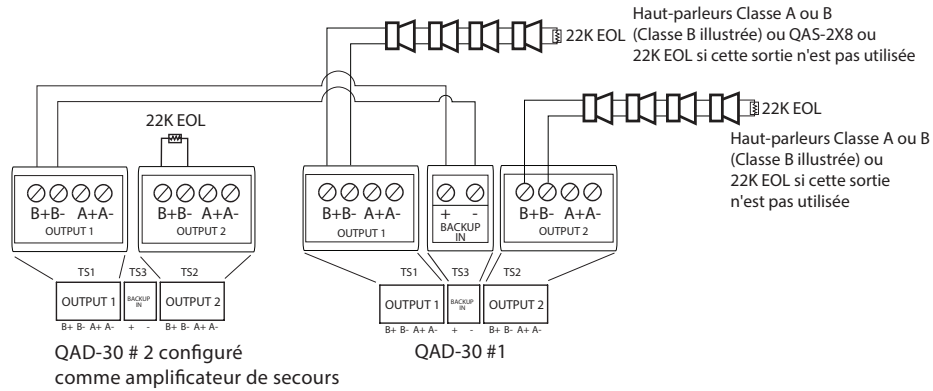 Haut-parleurs Classe A ou B
22K EOL (Classe B illustrée) ou QAS-2X8 ou
22K EOL si cette sortie n'est pas utilisée
22K EOL
22K EOL
Haut-parleurs Classe A ou B
(Classe B illustrée) ou
22K EOL si cette sortie
n'est pas utilisée
B+B- A+A-
OUTPUT 1
B+B- A+A-
OUTPUT 2
B+B- A+A-
OUTPUT 1
+ -
BACKUP
IN
B+B- A+A-
OUTPUT 2
TS1 TS3 TS2
OUTPUT 1
BACKUP
IN
OUTPUT 2
B+ B- A+ A- + - B+ B- A+ A-
TS1 TS3 TS2
OUTPUT 1
BACKUP
IN
OUTPUT 2
B+ B- A+ A- + - B+ B- A+ A-
QAD-30 # 2 configuré
comme amplificateur de secours
QAD-30 #1